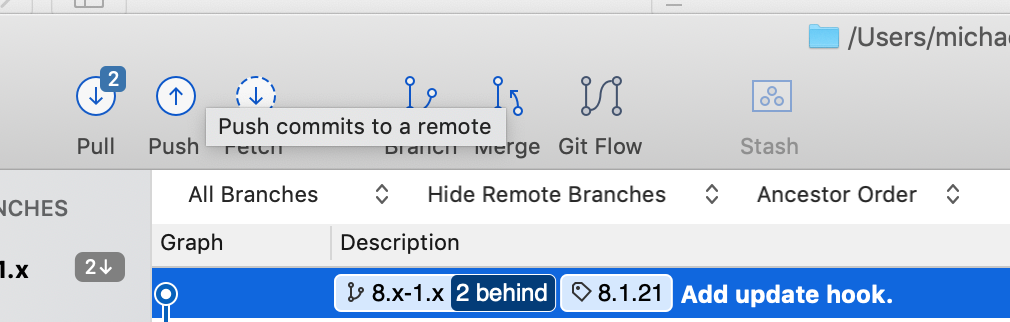 /Users/micha
2
Pull
Push
Fetch
Push commits to a remote
Branch
Merge
Git Flow
Stash
NCHES
All Branches
Hide Remote Branches
Ancestor Order
Graph
Description
1.x
2↓
8.x-1.x
2 behind
8.1.21
Add update hook.